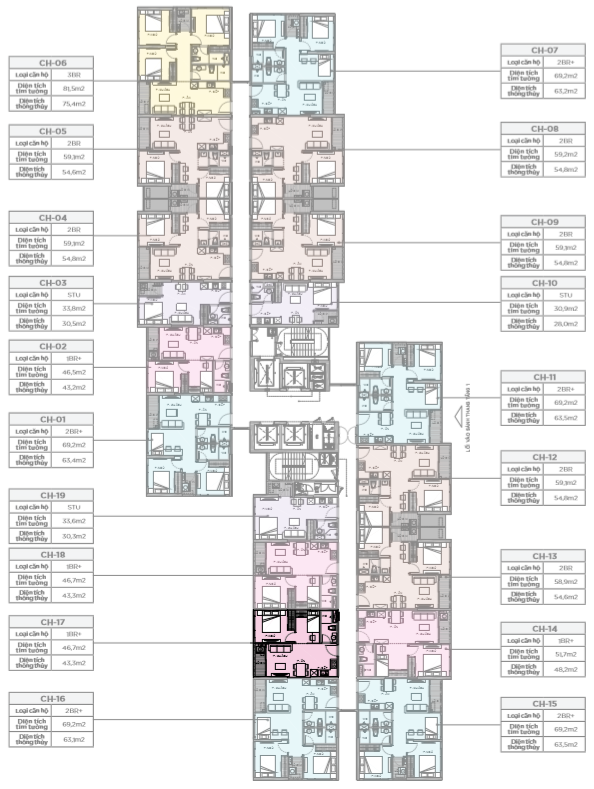 CH-06
Loại căn hộ 3BR
Diện tích tim tường 81,5m2
Diện tích thông thủy 75,4m2
CH-05
Loại căn hộ 2BR
Diện tích tim tường 59,1m2
Diện tích thông thủy 54,6m2
CH-04
Loại căn hộ 2BR
Diện tích tim tường 59,1m2
Diện tích thông thủy 54,8m2
CH-03
Loại căn hộ STU
Diện tích tim tường 33,8m2
Diện tích thông thủy 30,5m2
CH-02
Loại căn hộ 1BR+
Diện tích tim tường 46,5m2
Diện tích thông thủy 43,2m2
CH-01
Loại căn hộ 2BR+
Diện tích tim tường 69,2m2
Diện tích thông thủy 63,4m2
CH-19
Loại căn hộ STU
Diện tích tim tường 33,6m2
Diện tích thông thủy 30,3m2
CH-18
Loại căn hộ 1BR+
Diện tích tim tường 46,7m2
Diện tích thông thủy 43,3m2
CH-17
Loại căn hộ 1BR+
Diện tích tim tường 46,7m2
Diện tích thông thủy 43,3m2
CH-16
Loại căn hộ 2BR+
Diện tích tim tường 69,2m2
Diện tích thông thủy 63,1m2
CH-07
Loại căn hộ 2BR+
Diện tích tim tường 69,2m2
Diện tích thông thủy 63,2m2
CH-08
Loại căn hộ 2BR
Diện tích tim tường 59,2m2
Diện tích thông thủy 54,8m2
CH-09
Loại căn hộ 2BR
Diện tích tim tường 59,1m2
Diện tích thông thủy 54,8m2
CH-10
Loại căn hộ STU
Diện tích tim tường 30,9m2
Diện tích thông thủy 28,0m2
CH-11
Loại căn hộ 2BR+
Diện tích tim tường 69,2m2
Diện tích thông thủy 63,5m2
LỐI VÀO SẢNH THANG TẦNG 1
CH-12
Loại căn hộ 2BR
Diện tích tim tường 59,1m2
Diện tích thông thủy 54,8m2
CH-13
Loại căn hộ 2BR
Diện tích tim tường 58,9m2
Diện tích thông thủy 54,6m2
CH-14
Loại căn hộ 1BR+
Diện tích tim tường 51,7m2
Diện tích thông thủy 48,2m2
CH-15
Loại căn hộ 2BR+
Diện tích tim tường 69,2m2
Diện tích thông thủy 63,5m2